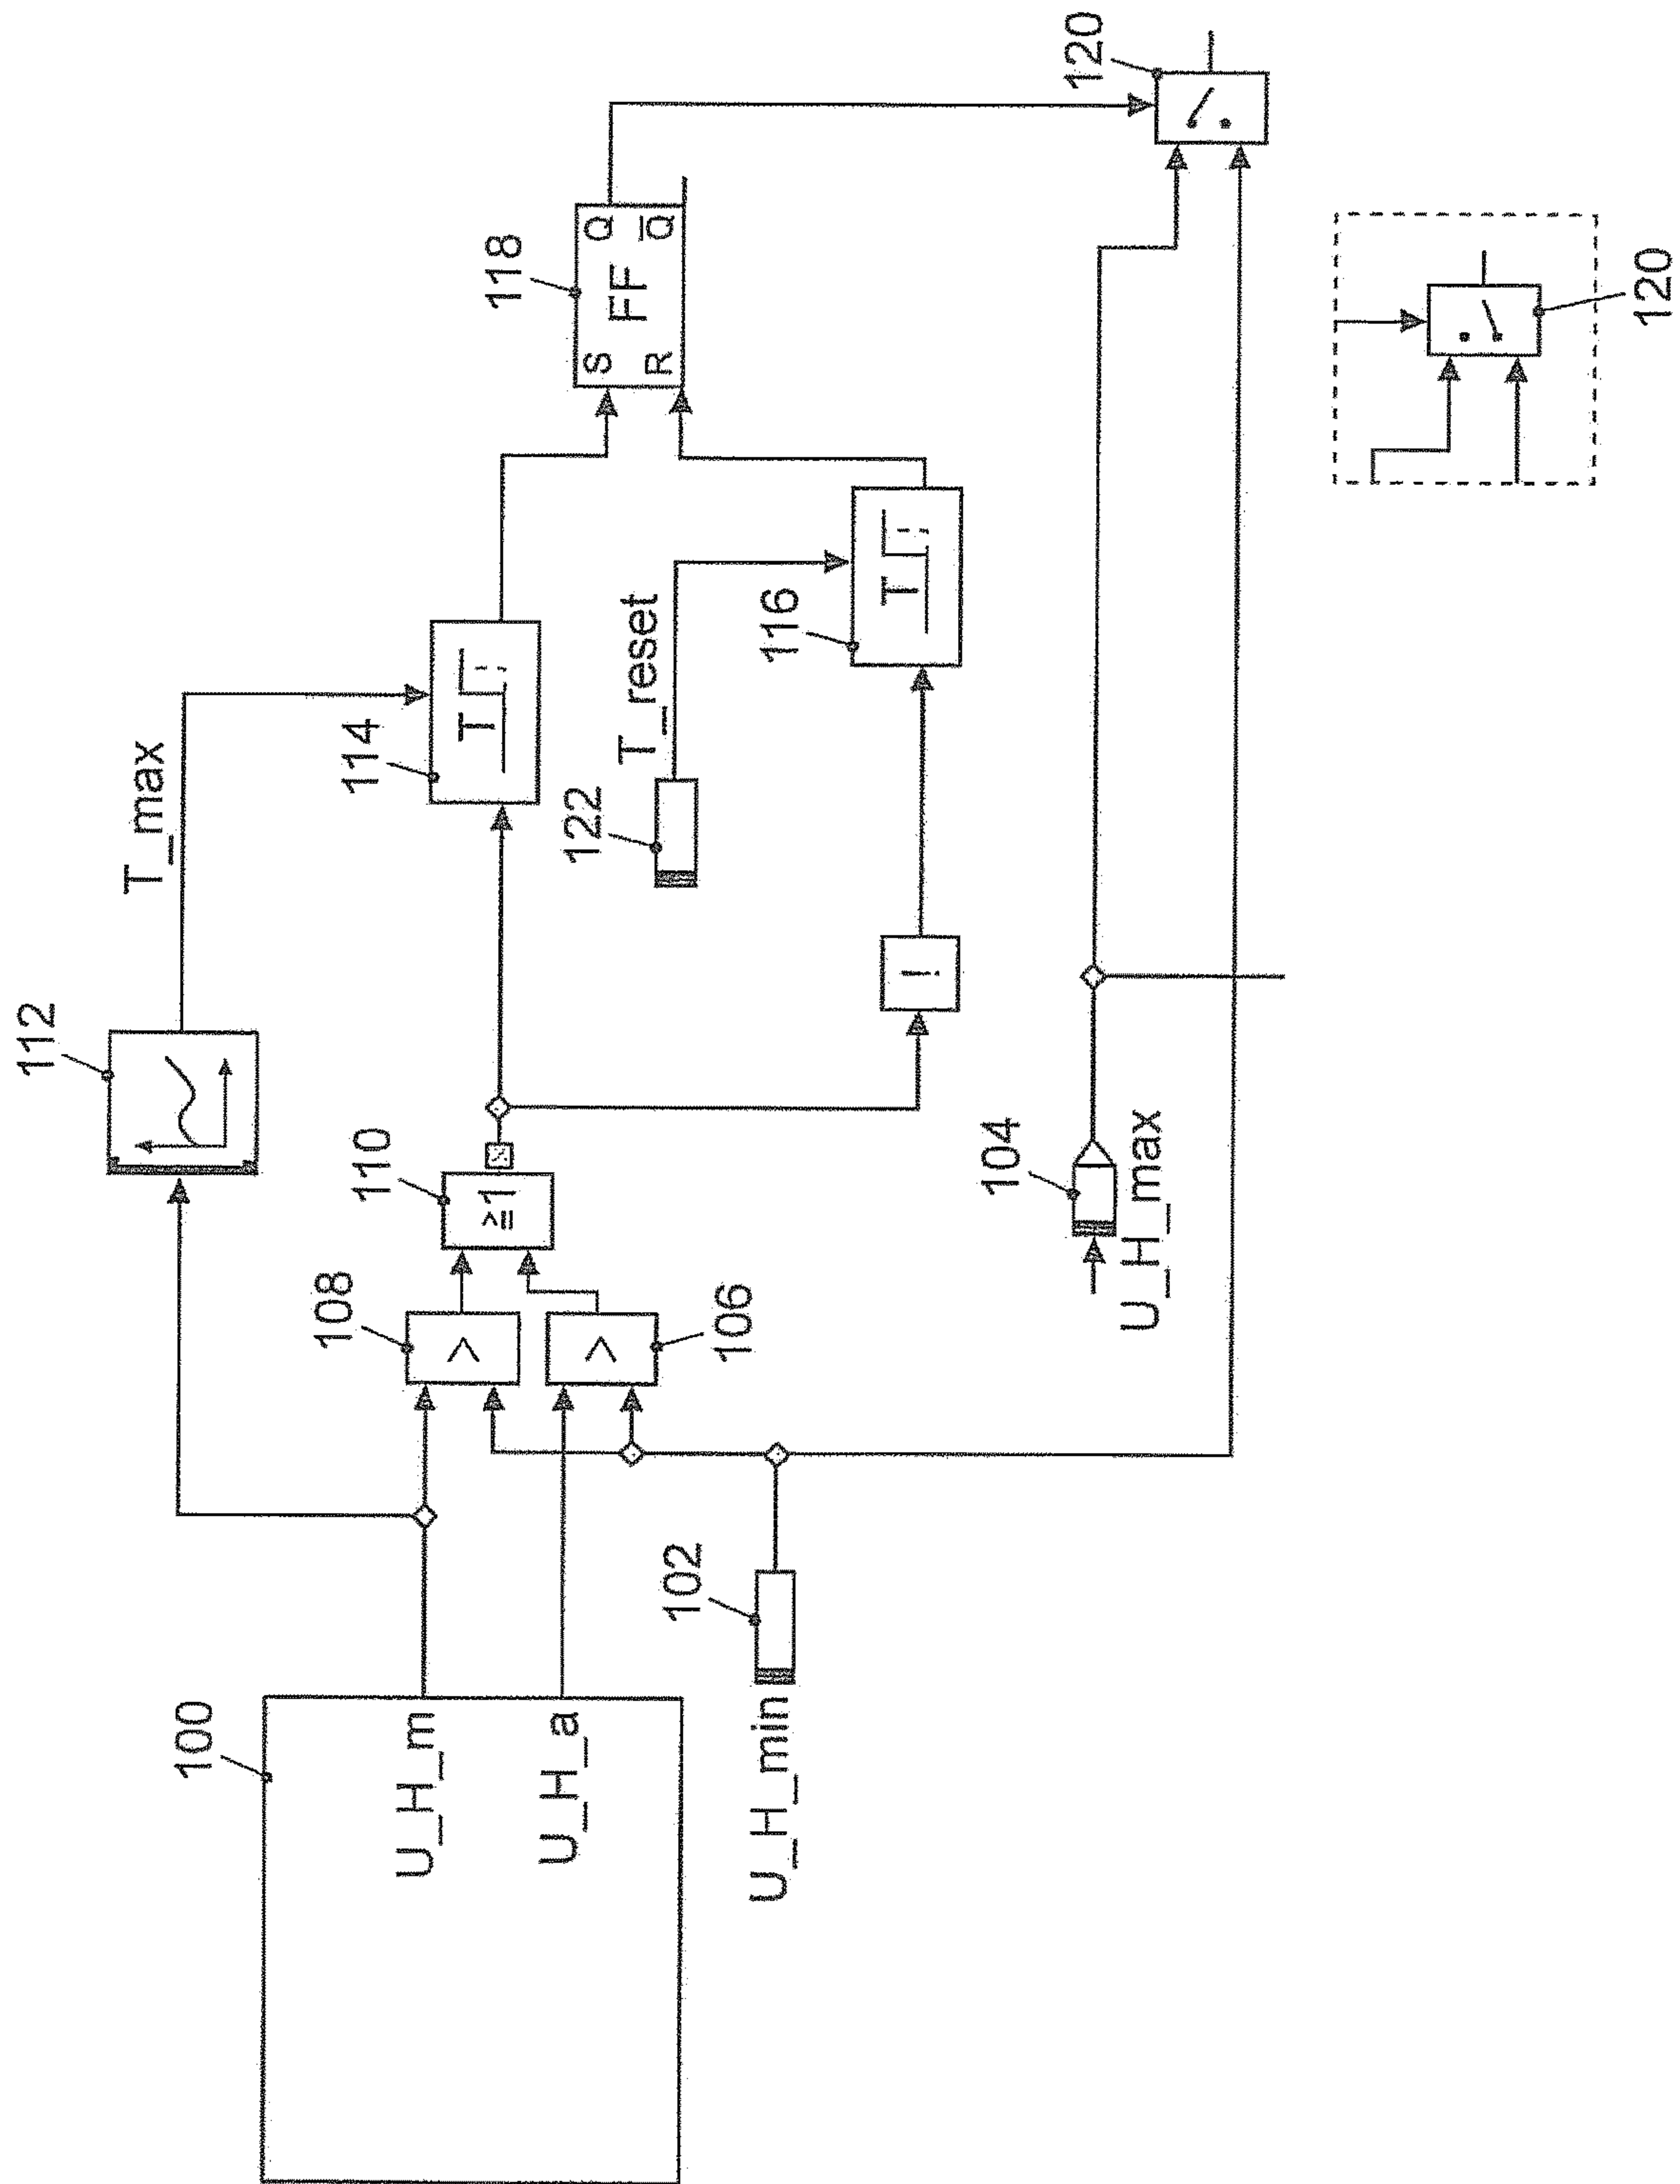 112
T_max
100
108
114
110
U_H_m
>
T
≥1
118
U_H_a
122
>
S Q
FF
R Q̅
T_reset
102
106
U_H_min
116
T
!
104
120
U_H_max
120